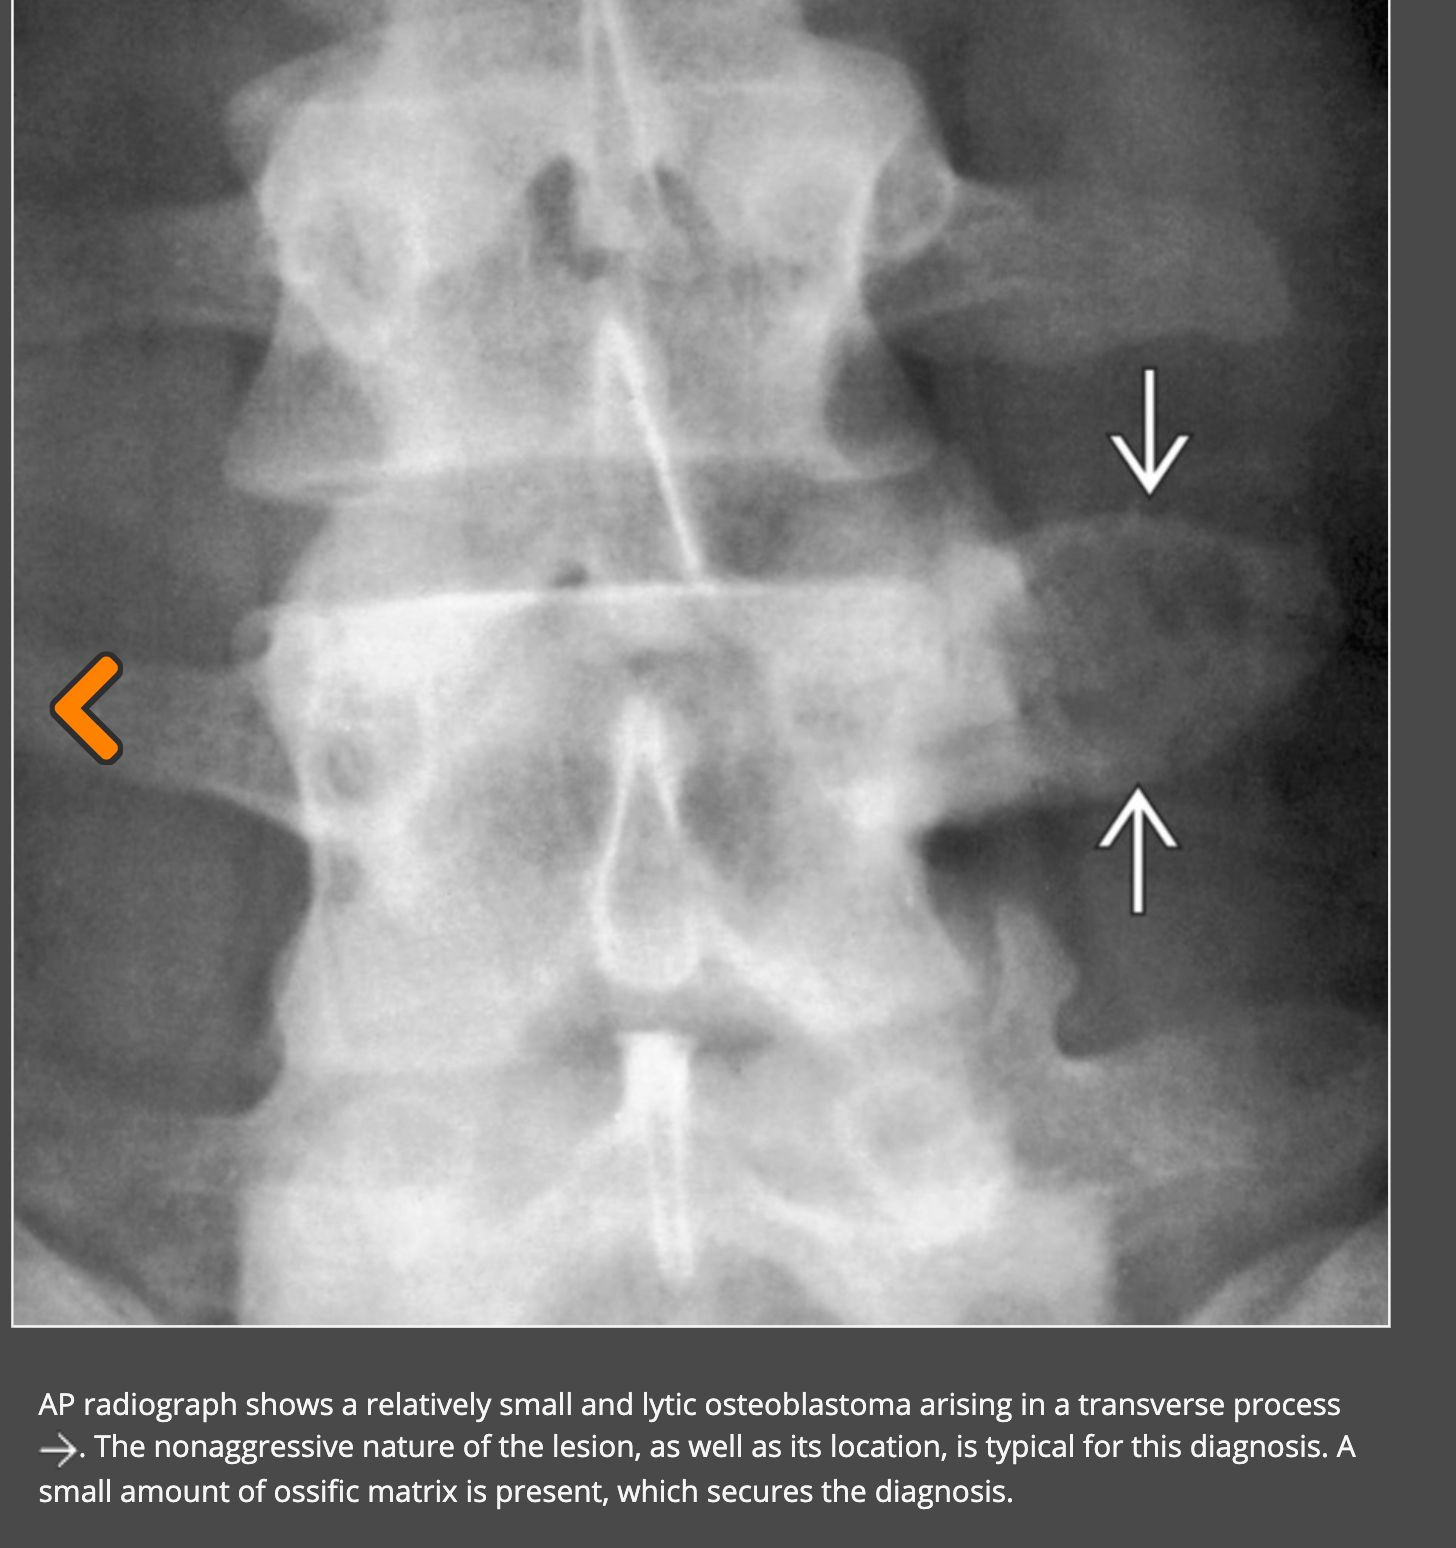 AP radiograph shows a relatively small and lytic osteoblastoma arising in a transverse process
→. The nonaggressive nature of the lesion, as well as its location, is typical for this diagnosis. A
small amount of ossific matrix is present, which secures the diagnosis.